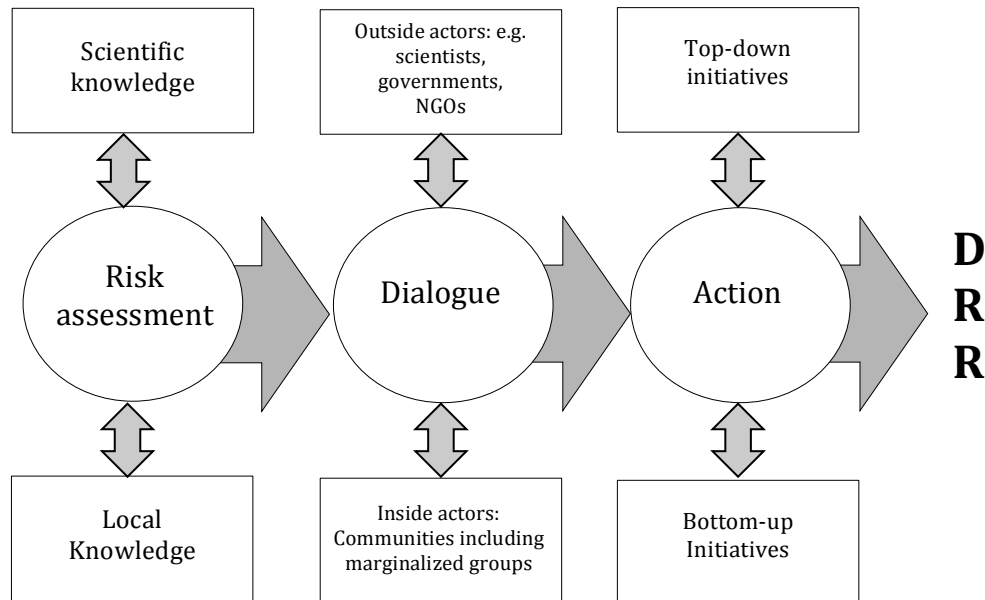 Scientific
knowledge
Outside actors: e.g.
scientists,
governments,
NGOs
Top-down
initiatives
Risk
assessment
Dialogue
Action
D
R
R
Local
Knowledge
Inside actors:
Communities including
marginalized groups
Bottom-up
Initiatives